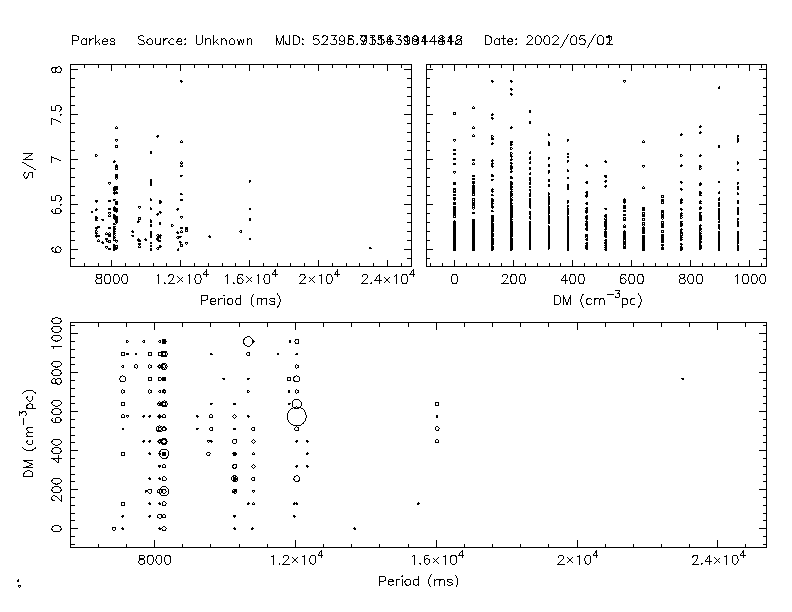 Parkes Source: Unknown MJD: Date: 2002/05/
8
7.5
7
6.5
6
S/N
8000 1.2×10⁴ 1.6×10⁴ 2×10⁴ 2.4×10⁴
Period (ms)
0 200 400 600 800 1000
DM (cm⁻³pc)
1000
800
600
400
200
0
DM (cm⁻³pc)
8000 1.2×10⁴ 1.6×10⁴ 2×10⁴ 2.4×10⁴
Period (ms)